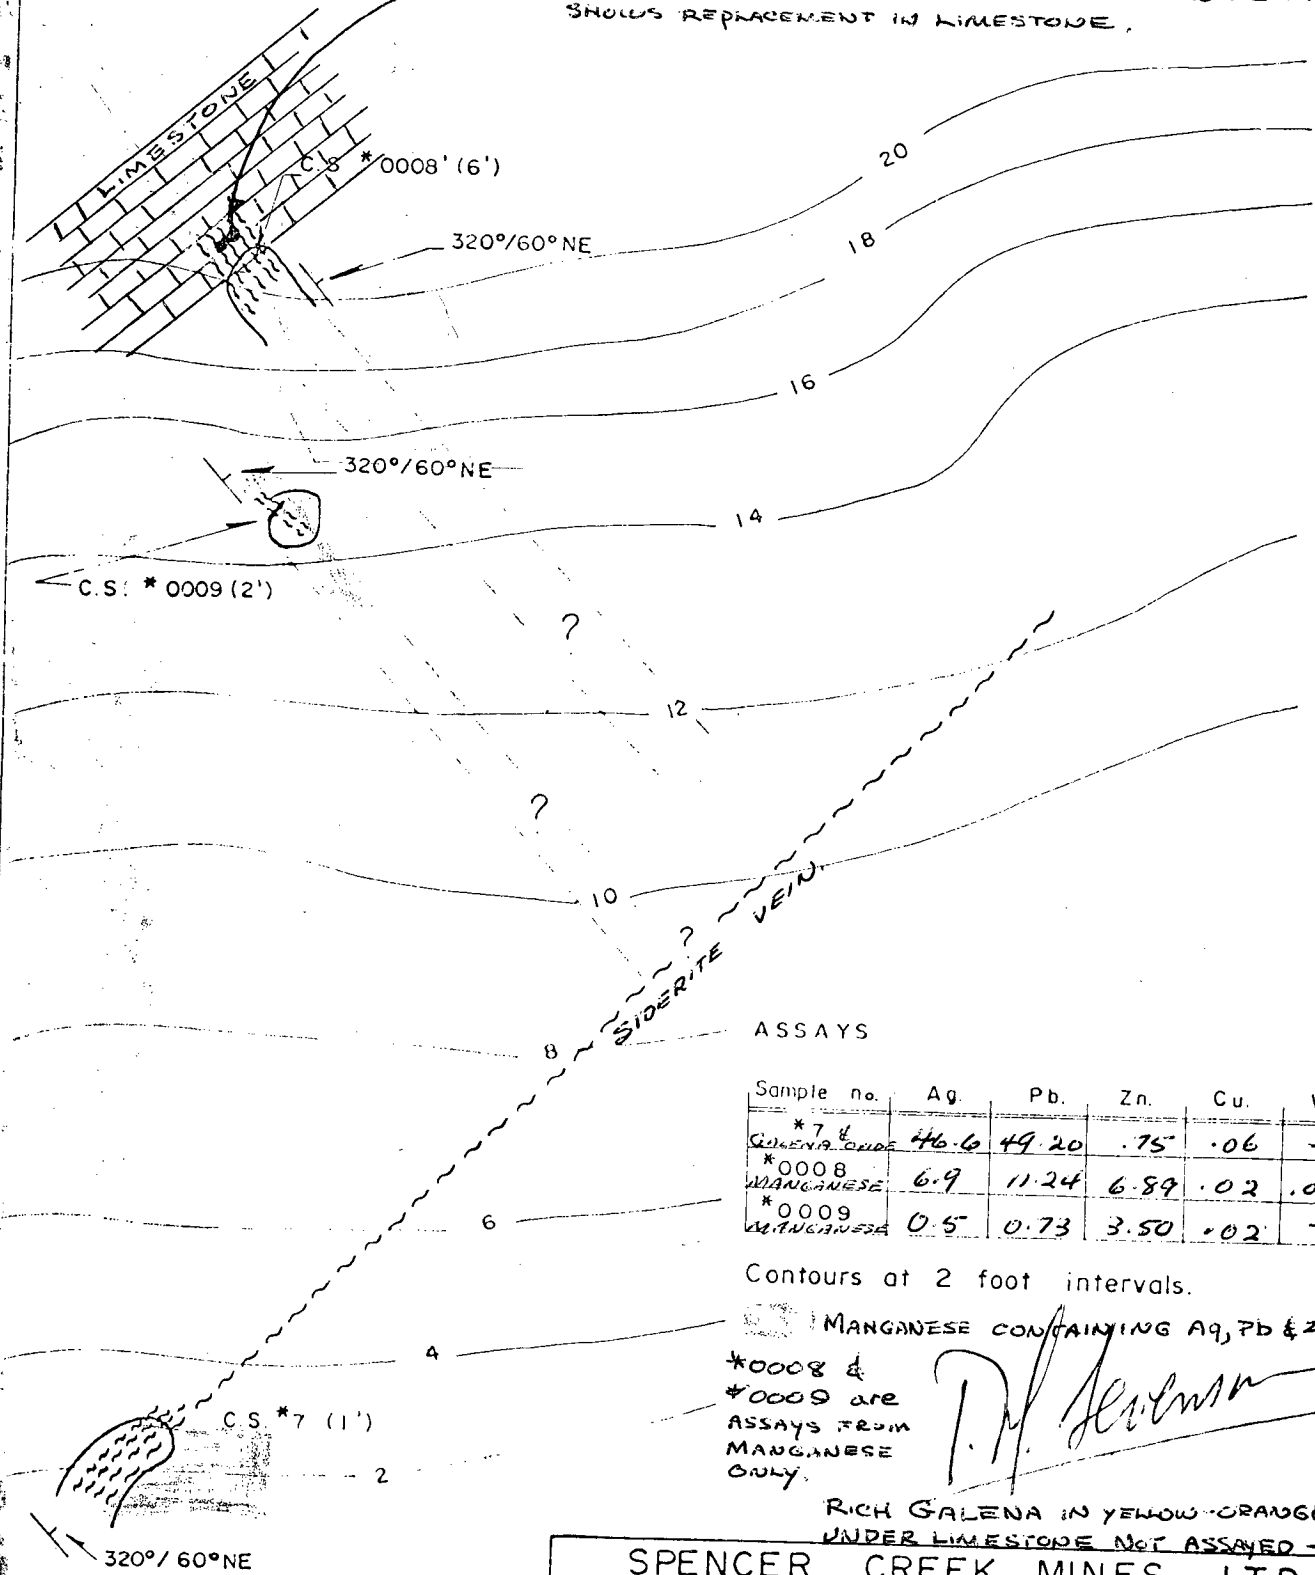 SHOWS REPLACEMENT IN LIMESTONE.
LIMESTONE
C.S *0008' (6')
20
320°/60°NE
18
16
320°/60°NE
14
C.S. *0009 (2')
?
12
?
10
?
SIDERITE VEIN.
8
ASSAYS
Sample no. Ag. Pb. Zn. Cu.
*7 & GALENA 46.6 49.20 .75 .06
*0008 MANGANESE 6.9 11.24 6.89 .02
*0009 MANGANESE 0.5 0.73 3.50 .02
6
Contours at 2 foot intervals.
MANGANESE CONTAINING Ag, Pb &
4
*0008 &
*0009 are
ASSAYS FROM
MANGANESE
ONLY.
C.S. *7 (1')
2
RICH GALENA IN YELLOW-ORANGE
UNDER LIMESTONE NOT ASSAYED -
320°/60°NE
SPENCER CREEK MINES LTD